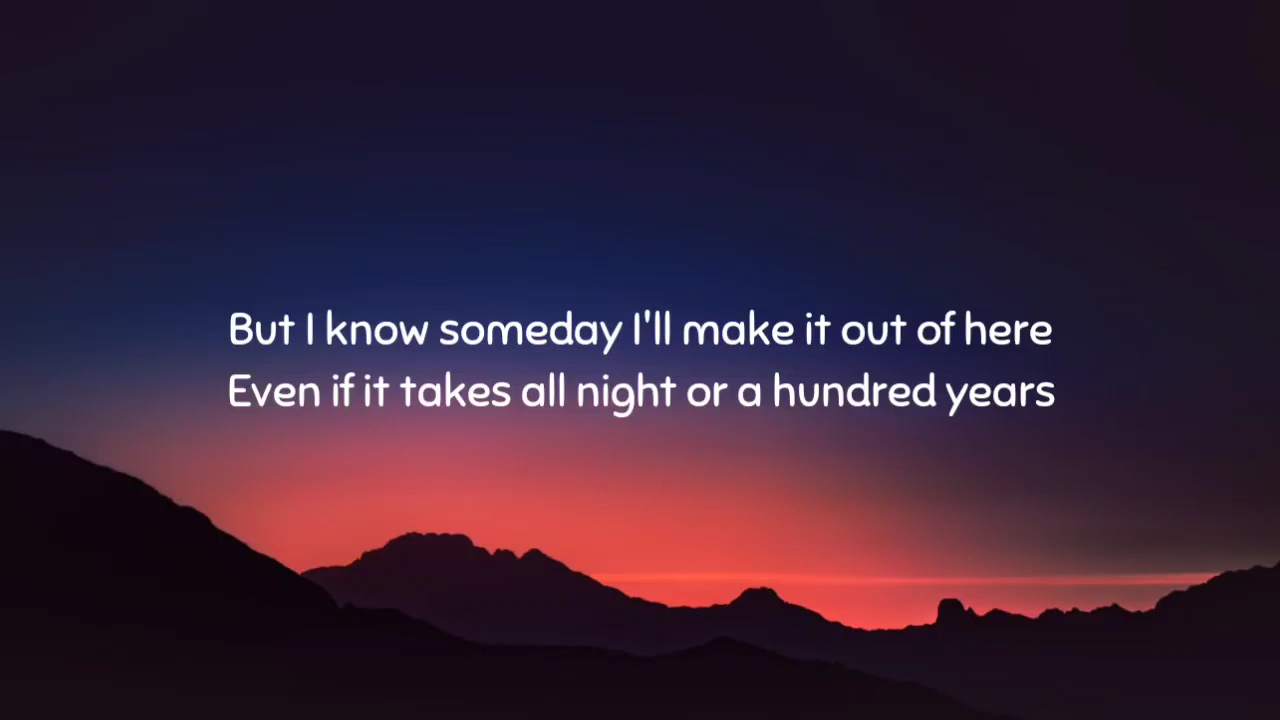 But I know someday I'll make it out of here
Even if it takes all night or a hundred years